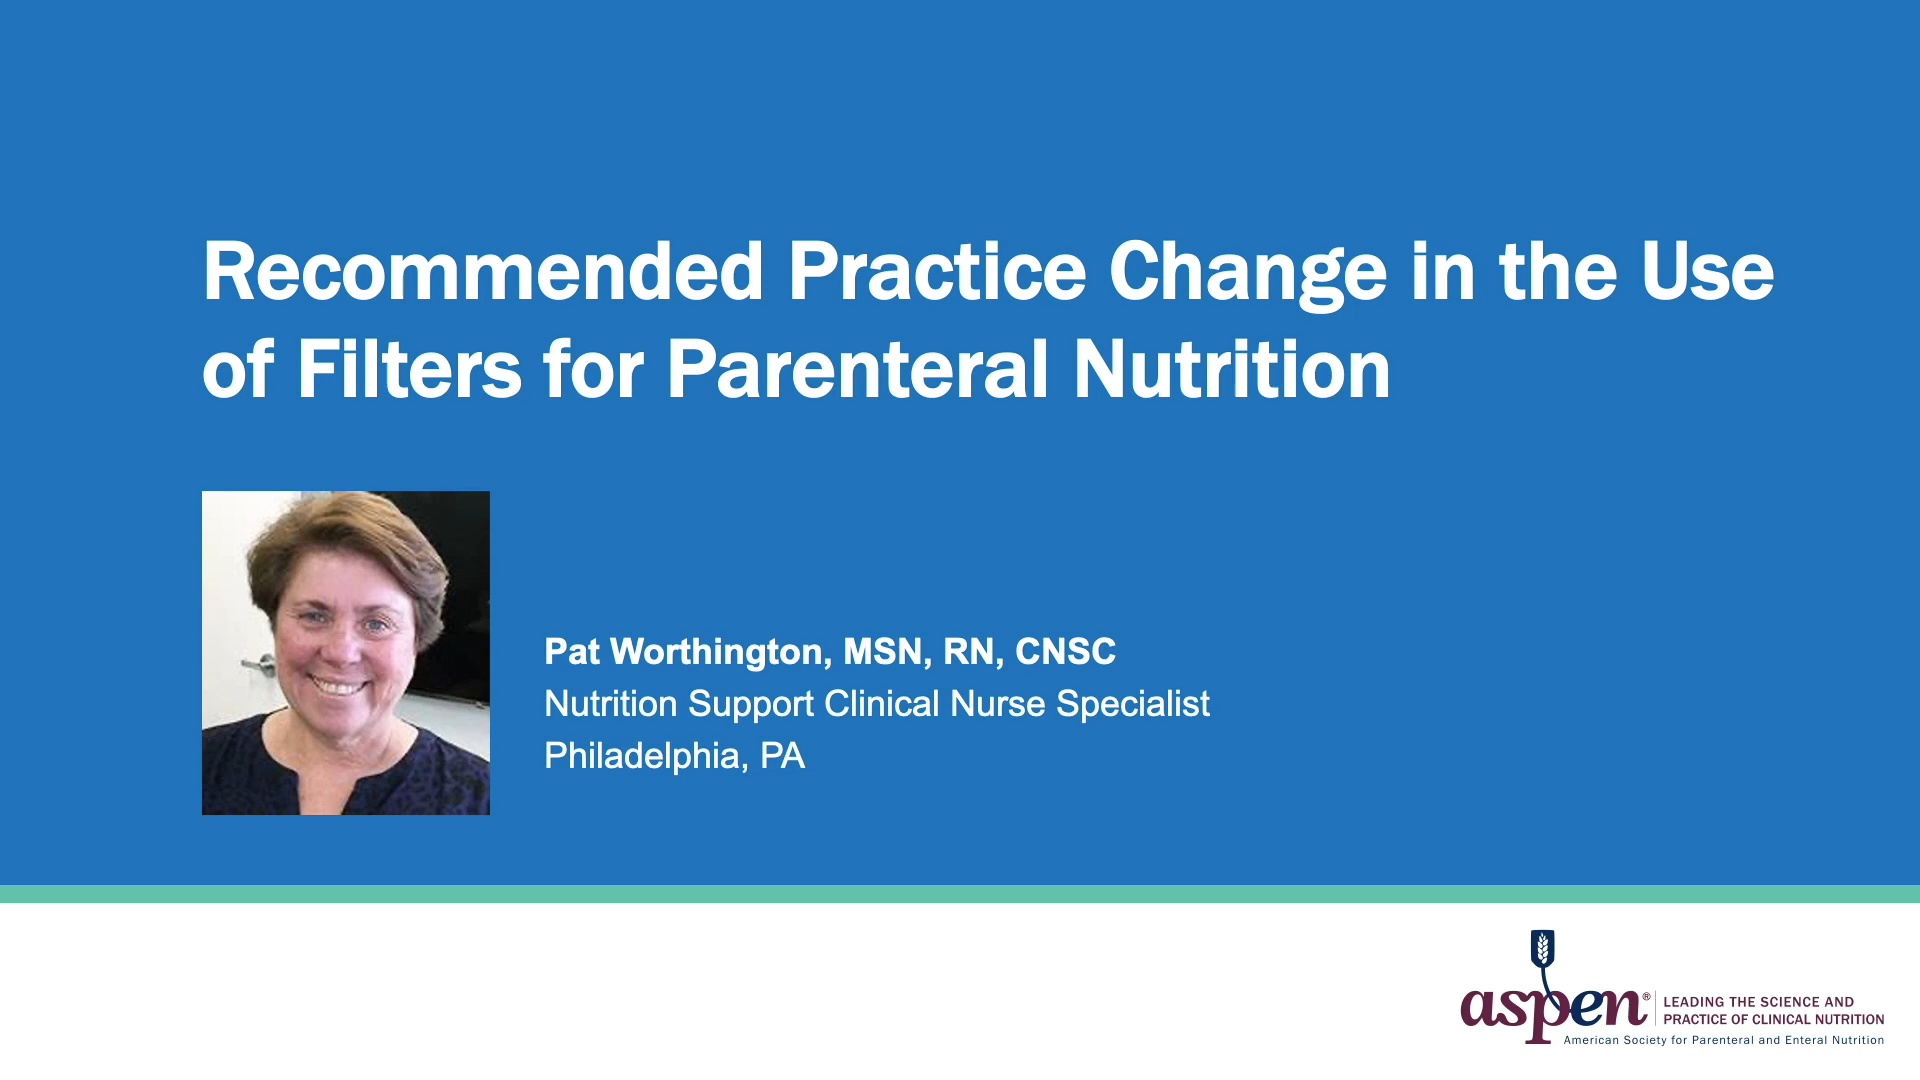 Recommended Practice Change in the Use
of Filters for Parenteral Nutrition
Pat Worthington, MSN, RN, CNSC
Nutrition Support Clinical Nurse Specialist
Philadelphia, PA
aspen®
LEADING THE SCIENCE AND
PRACTICE OF CLINICAL NUTRITION
American Society for Parenteral and Enteral Nutrition